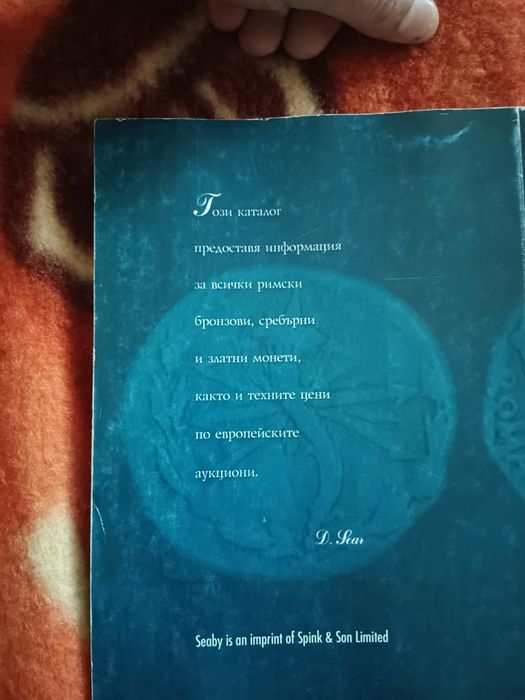 Този каталог
предоставя информация
за всички римски
бронзови, сребърни
и златни монети,
както и техните цени
по европейските
аукциони.
D. Sear
Seaby is an imprint of Spink & Son Limited